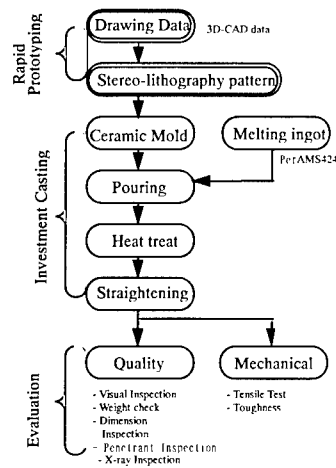 Rapid
Prototyping
Drawing Data
3D-CAD data
Stereo-lithography pattern
Investment Casting
Ceramic Mold
Melting ingot
PerAMS424
Pouring
Heat treat
Straightening
Evaluation
Quality
Mechanical
- Visual Inspection
- Weight check
- Dimension
Inspection
- Penetrant Inspection
- X-ray Inspection
- Tensile Test
- Toughness